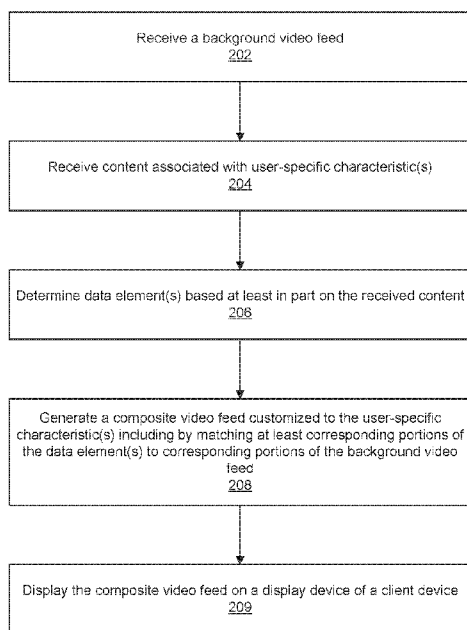 Receive a background video feed
202
Receive content associated with user-specific characteristic(s)
204
Determine data element(s) based at least in part on the received content
206
Generate a composite video feed customized to the user-specific
characteristic(s) including by matching at least corresponding portions of
the data element(s) to corresponding portions of the background video
feed
208
Display the composite video feed on a display device of a client device
209